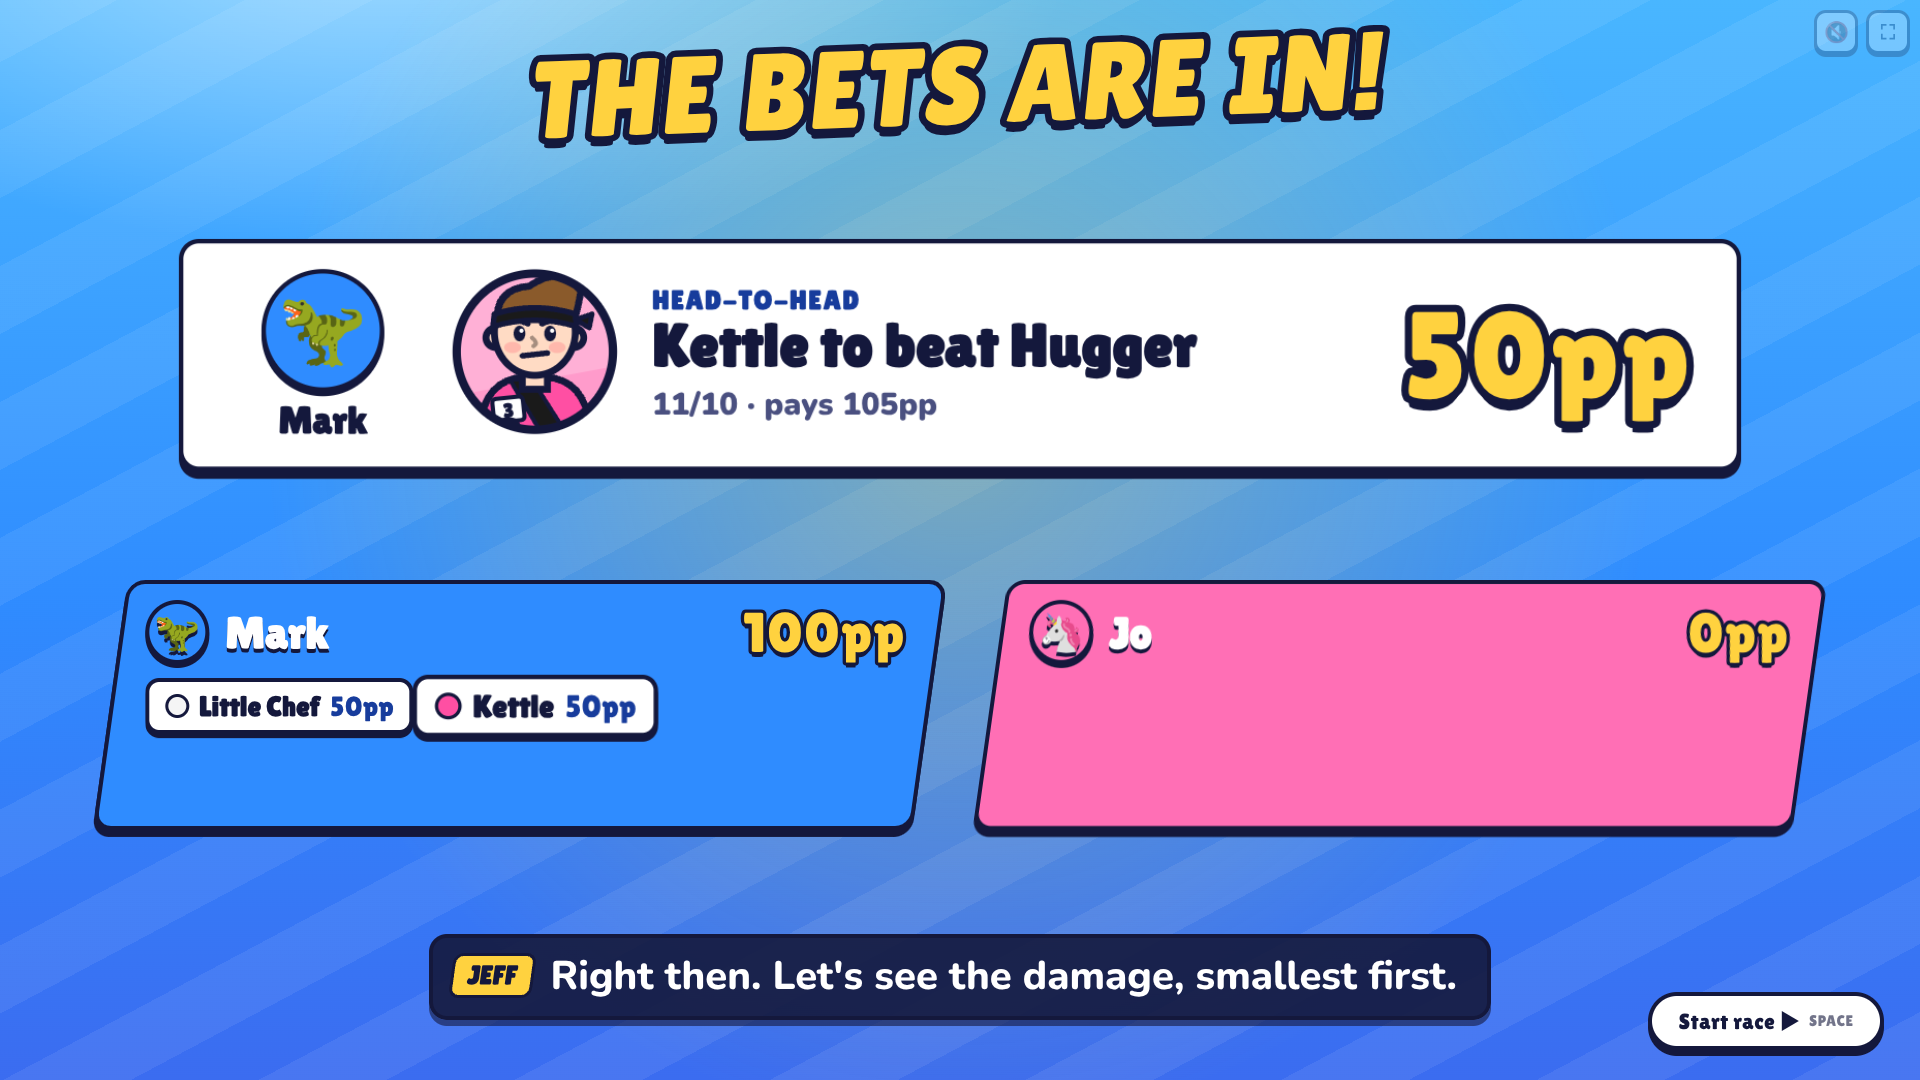 THE BETS ARE IN!
HEAD-TO-HEAD
Kettle to beat Hugger
11/10 · pays 105pp
50pp
3
Mark
Mark
100pp
Little Chef 50pp
Kettle 50pp
Jo
0pp
JEFF Right then. Let's see the damage, smallest first.
Start race ▶ SPACE